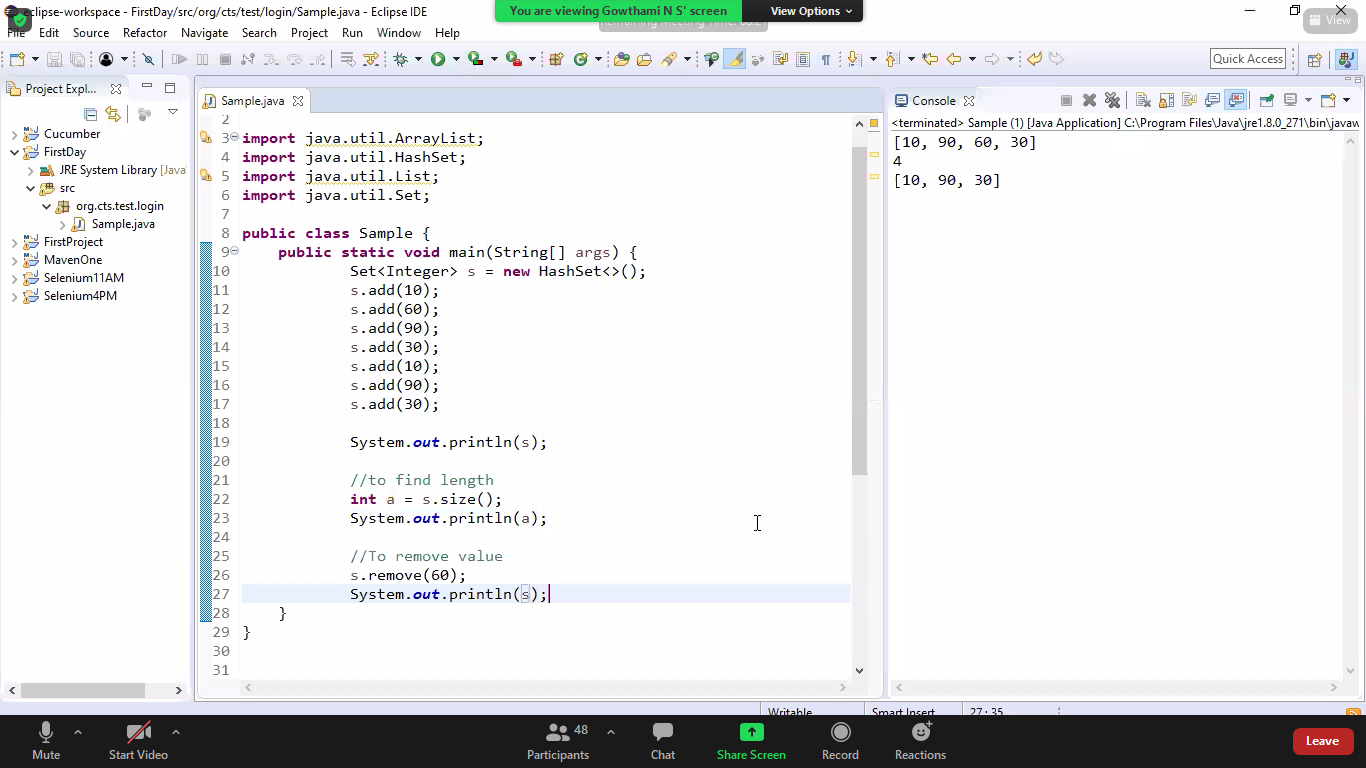 eclipse-workspace - FirstDay/src/org/cts/test/login/Sample.java - Eclipse IDE
You are viewing Gowthami N S' screen
View Options
View
File Edit Source Refactor Navigate Search Project Run Window Help
Quick Access
Project Expl...
Cucumber
FirstDay
JRE System Library [Java
src
org.cts.test.login
Sample.java
FirstProject
MavenOne
Selenium11AM
Selenium4PM
Sample.java
2
3 import java.util.ArrayList;
4 import java.util.HashSet;
5 import java.util.List;
6 import java.util.Set;
7
8 public class Sample {
9 public static void main(String[] args) {
10 Set<Integer> s = new HashSet<>();
11 s.add(10);
12 s.add(60);
13 s.add(90);
14 s.add(30);
15 s.add(10);
16 s.add(90);
17 s.add(30);
18
19 System.out.println(s);
20
21 //to find length
22 int a = s.size();
23 System.out.println(a);
24
25 //To remove value
26 s.remove(60);
27 System.out.println(s);
28 }
29 }
30
31
Console
<terminated> Sample (1) [Java Application] C:\Program Files\Java\jre1.8.0_271\bin\javaw
[10, 90, 60, 30]
4
[10, 90, 30]
Writable Smart Insert 27 : 35
Mute
Start Video
48
Participants
Chat
Share Screen
Record
Reactions
Leave